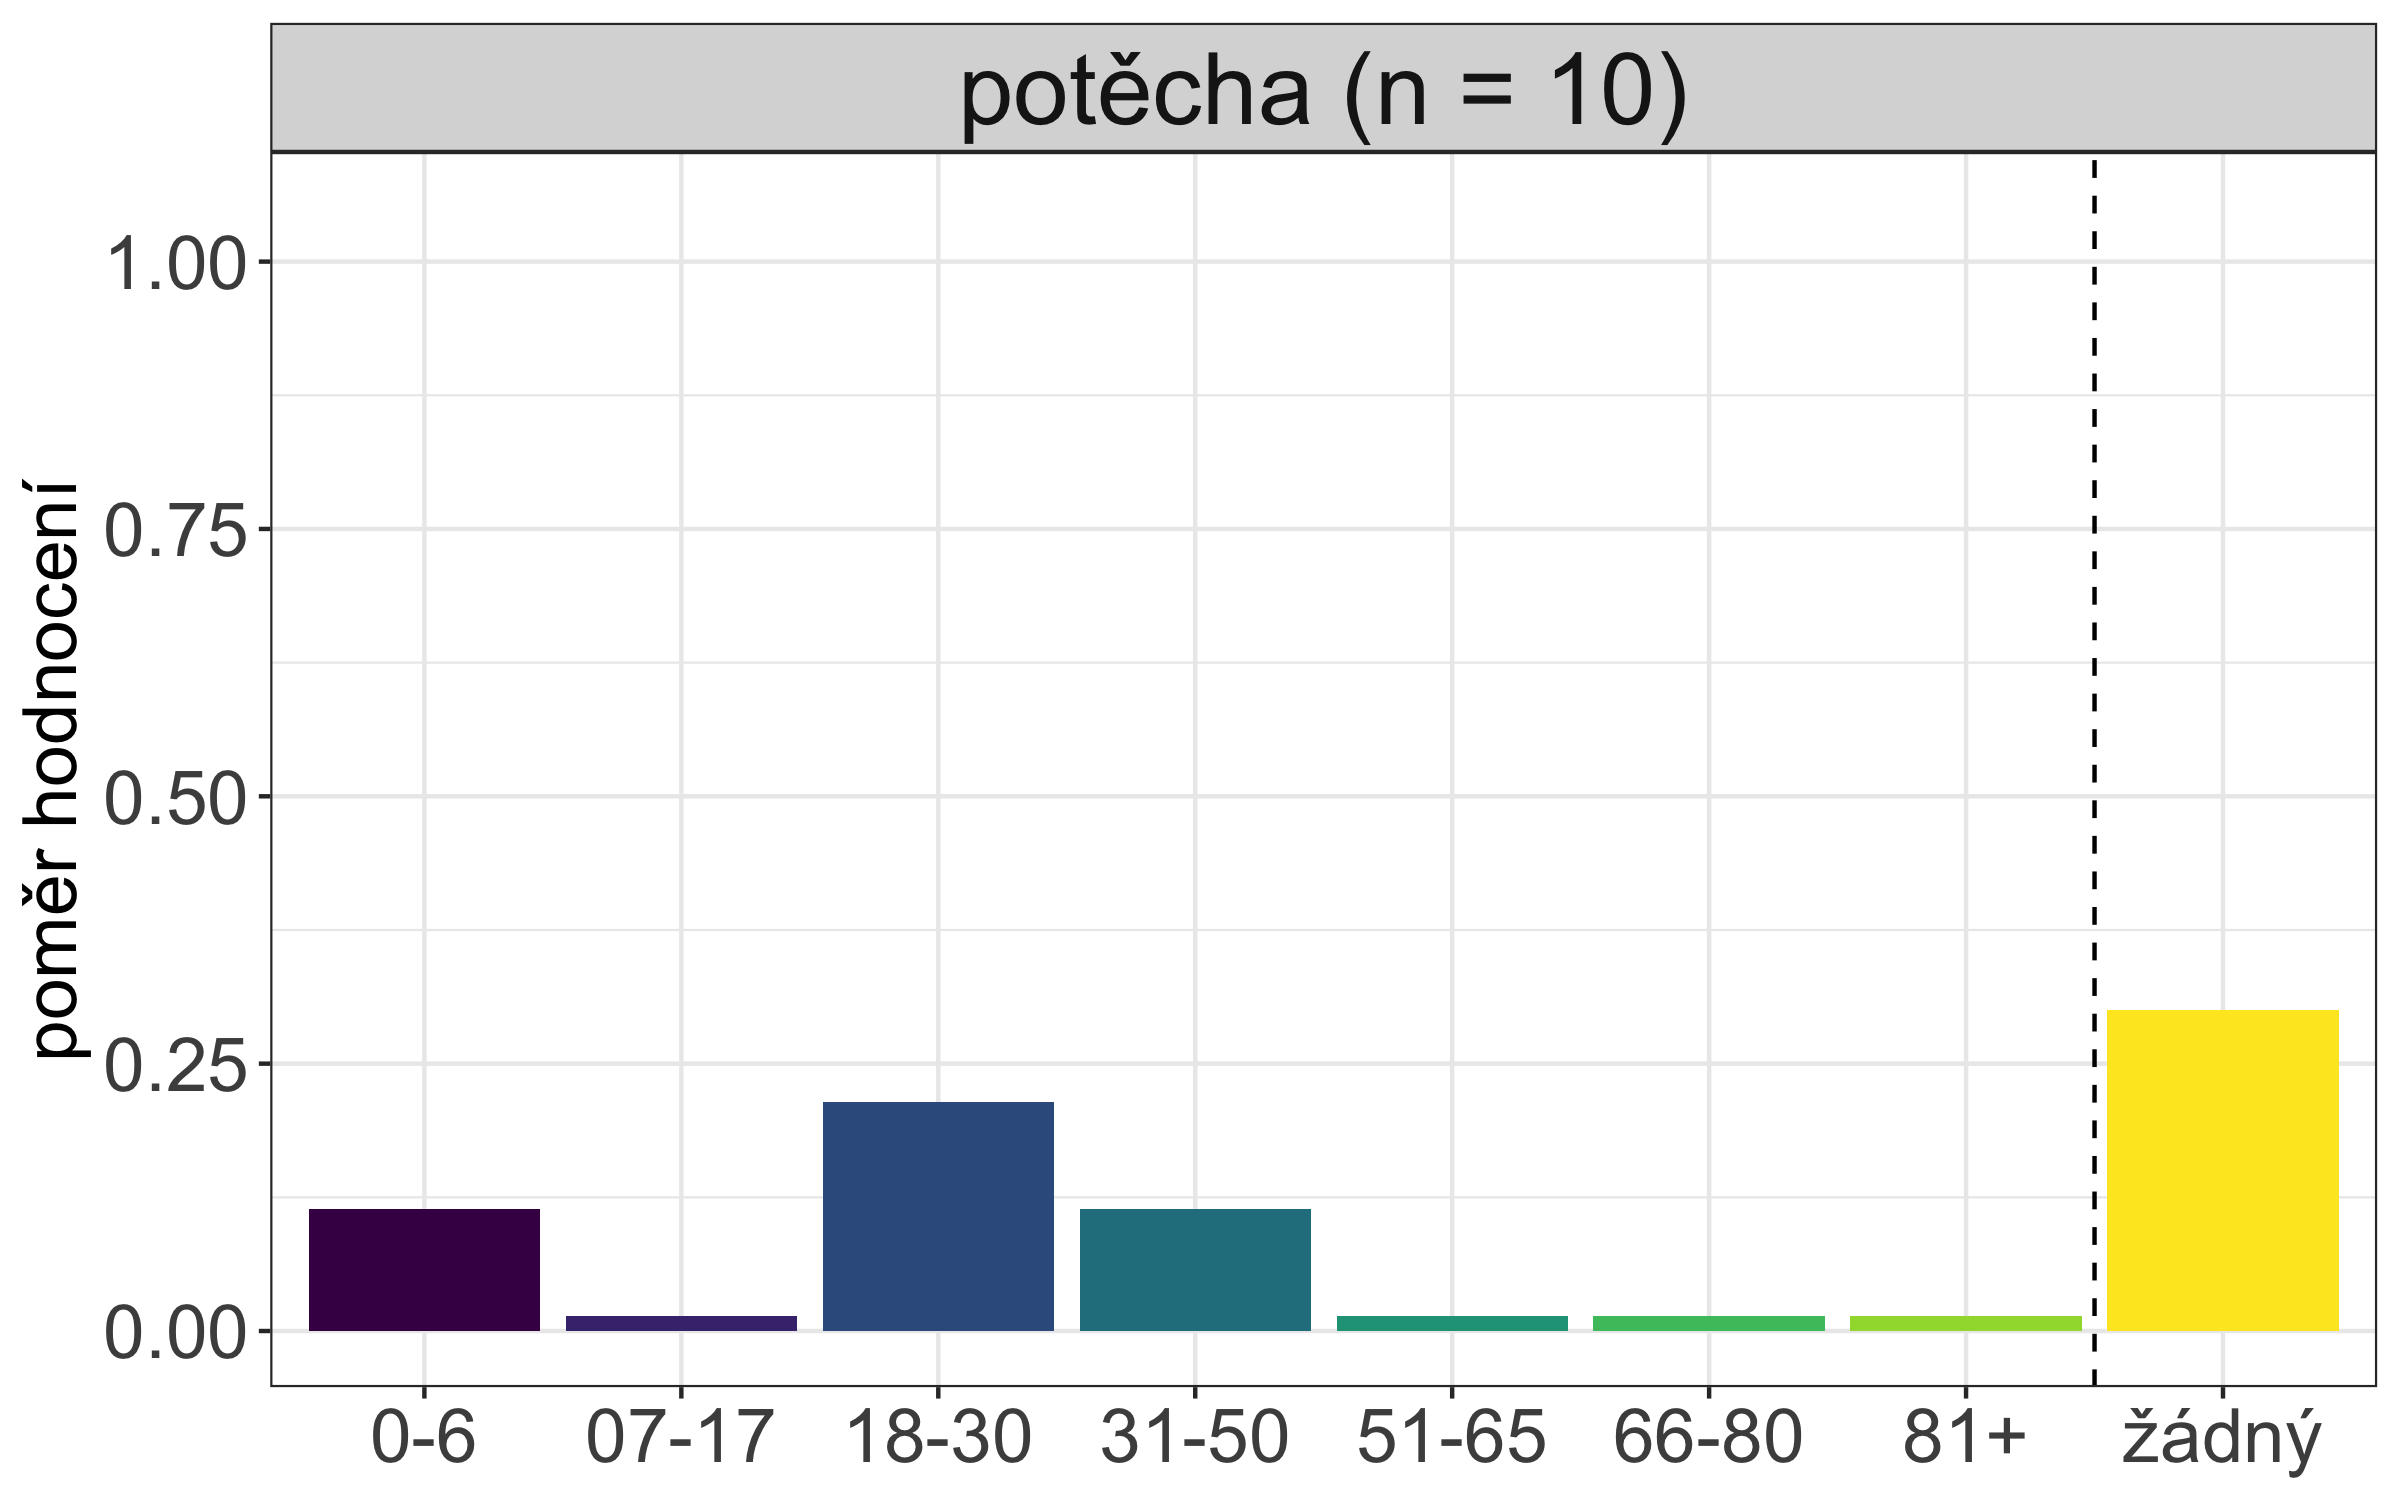 potěcha (n = 10)
poměr hodnocení
1.00
0.75
0.50
0.25
0.00
0-6 07-17 18-30 31-50 51-65 66-80 81+ žádný